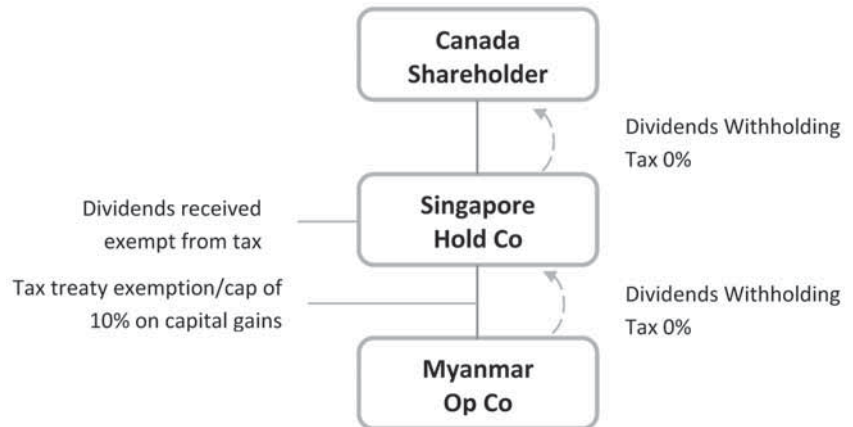 Canada
Shareholder
Dividends Withholding
Tax 0%
Singapore
Hold Co
Dividends received
exempt from tax
Tax treaty exemption/cap of
10% on capital gains
Dividends Withholding
Tax 0%
Myanmar
Op Co